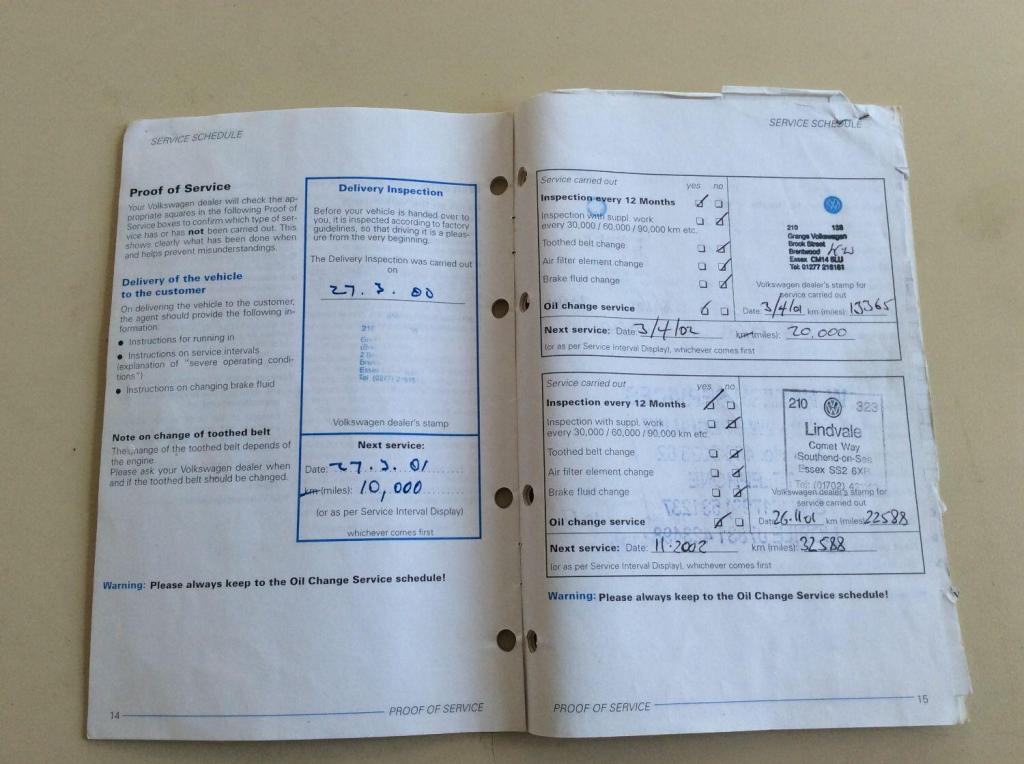 SERVICE SCHEDULE
Proof of Service
Your Volkswagen dealer will check the ap-
propriate squares in the following Proof of
Service boxes to confirm which type of ser-
vice has or has not been carried out. This
shows clearly what has been done when
and helps prevent misunderstandings.
Delivery of the vehicle
to the customer
On delivering the vehicle to the customer,
the agent should provide the following in-
formation:
● Instructions for running in
● Instructions on service intervals
(explanation of "severe operating condi-
tions")
● Instructions on changing brake fluid
Note on change of toothed belt
The change of the toothed belt depends of
the engine.
Please ask your Volkswagen dealer when
and if the toothed belt should be changed.
Delivery Inspection
Before your vehicle is handed over to
you, it is inspected according to factory
guidelines, so that driving it is a pleas-
ure from the very beginning.
The Delivery Inspection was carried out
on
27.3.00
Volkswagen dealer's stamp
Next service:
Date: 27.3.01
km (miles): 10,000
(or as per Service Interval Display)
whichever comes first
Warning: Please always keep to the Oil Change Service schedule!
14
PROOF OF SERVICE
SERVICE SCHEDULE
Service carried out yes no
Inspection every 12 Months
Inspection with suppl. work
every 30,000 / 60,000 / 90,000 km etc.
Toothed belt change
Air filter element change
Brake fluid change
Oil change service
210
Grange Volkswagen
Brook Street
Brentwood
Essex CM14
Tel: 01277 216161
Volkswagen dealer's stamp for
service carried out
Date: 3/4/01 km (miles): 13365
Next service: Date: 3/4/02 km (miles): 20,000
(or as per Service Interval Display), whichever comes first
Service carried out yes no
Inspection every 12 Months
Inspection with suppl. work
every 30,000 / 60,000 / 90,000 km etc.
Toothed belt change
Air filter element change
Brake fluid change
Oil change service
210 323
Lindvale
Comet Way
Southend-on-Sea
Essex SS2 6XR
Tel: (01702)
Volkswagen dealer's stamp for
service carried out
Date: 26.11.01 km (miles): 22588
Next service: Date: 11.2002 km (miles): 32588
(or as per Service Interval Display), whichever comes first
Warning: Please always keep to the Oil Change Service schedule!
PROOF OF SERVICE
15